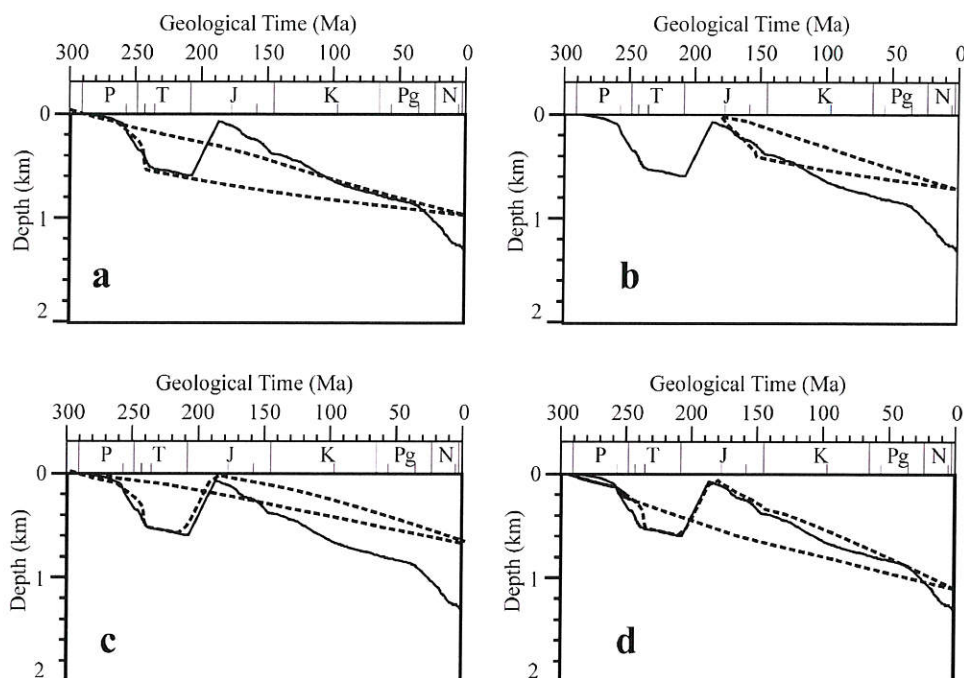 Geological Time (Ma)
300 250 200 150 100 50 0
P T J K Pg N
0
1
2
Depth (km)
a
Geological Time (Ma)
300 250 200 150 100 50 0
P T J K Pg N
0
1
2
Depth (km)
b
Geological Time (Ma)
300 250 200 150 100 50 0
P T J K Pg N
0
1
2
Depth (km)
c
Geological Time (Ma)
300 250 200 150 100 50 0
P T J K Pg N
0
1
2
Depth (km)
d